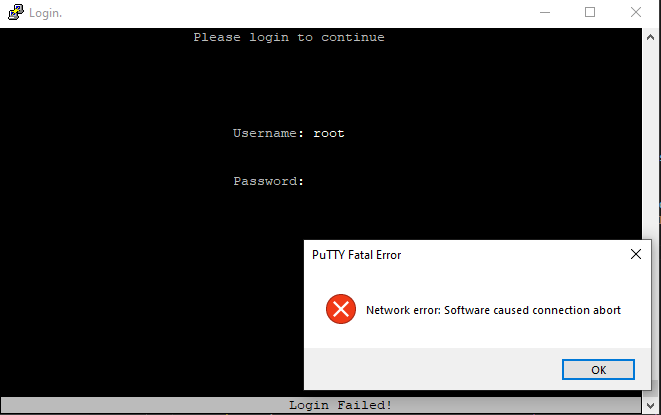 Login.
Please login to continue
Username: root
Password:
PuTTY Fatal Error
Network error: Software caused connection abort
OK
Login Failed!